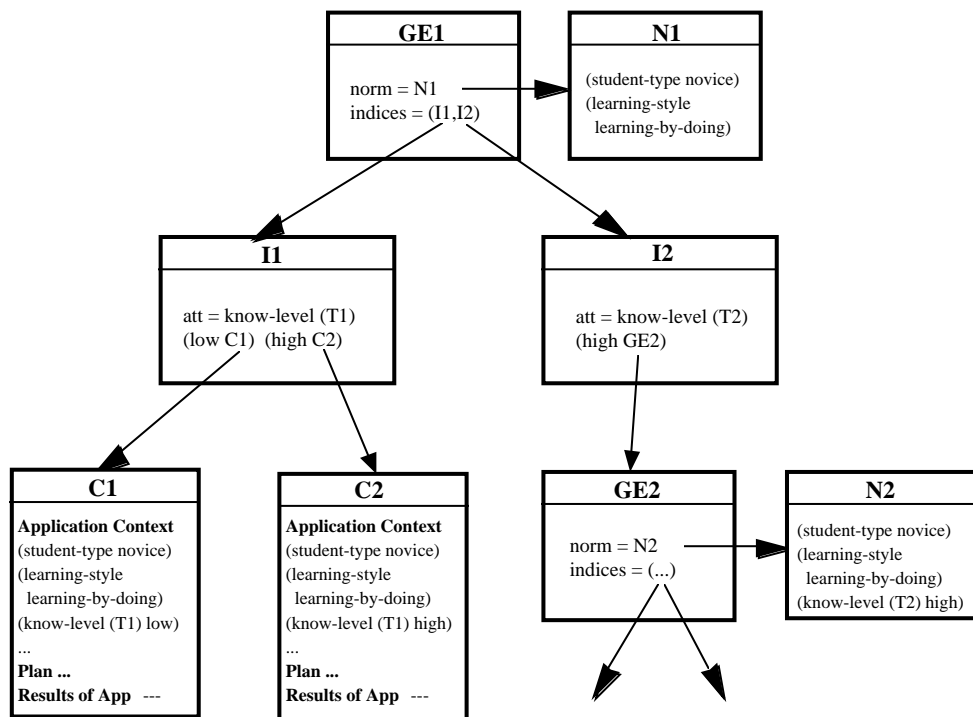 GE1
norm = N1
indices = (I1,I2)
N1
(student-type novice)
(learning-style
learning-by-doing)
I1
att = know-level (T1)
(low C1) (high C2)
I2
att = know-level (T2)
(high GE2)
C1
Application Context
(student-type novice)
(learning-style
learning-by-doing)
(know-level (T1) low)
...
Plan ...
Results of App ---
C2
Application Context
(student-type novice)
(learning-style
learning-by-doing)
(know-level (T1) high)
...
Plan ...
Results of App ---
GE2
norm = N2
indices = (...)
N2
(student-type novice)
(learning-style
learning-by-doing)
(know-level (T2) high)